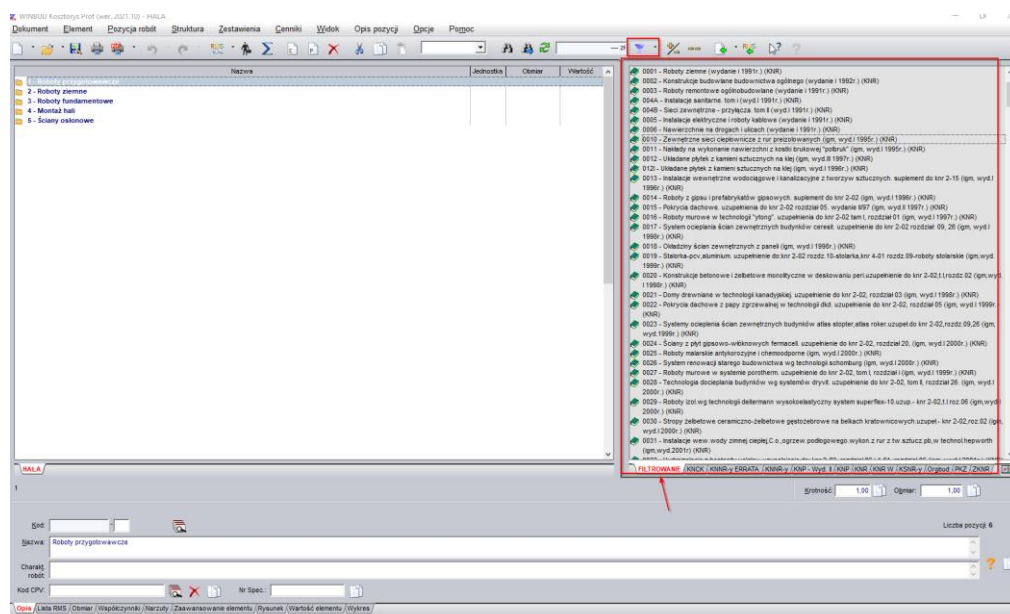 WINBUD Kosztorys Prof (wer. 2021.10) - HALA
Dokument Element Pozycja robót Struktura Zestawienia Cenniki Widok Opis pozycji Opcje Pomoc
Nazwa Jednostka Obmiar Wartość
1 - Roboty przygotowawcze
2 - Roboty ziemne
3 - Roboty fundamentowe
4 - Montaż hali
5 - Ściany osłonowe
0001 - Roboty ziemne (wydanie I 1991r.) (KNR)
0002 - Konstrukcje budowlane budownictwa ogólnego (wydanie I 1992r.) (KNR)
0003 - Roboty remontowe ogólnobudowlane (wydanie I 1991r.) (KNR)
004A - Instalacje sanitarne. tom i (wyd.I 1991r.) (KNR)
004B - Sieci zewnętrzne - przyłącza. tom II (wyd.I 1991r.) (KNR)
0005 - Instalacje elektryczne i roboty kablowe (wydanie I 1991r.) (KNR)
0006 - Nawierzchnie na drogach i ulicach (wydanie I 1991r.) (KNR)
0010 - Zewnętrzne sieci ciepłownicze z rur preizolowanych (igm, wyd.I 1995r.) (KNR)
0011 - Nakłady na wykonanie nawierzchni z kostki brukowej "polbruk" (igm, wyd.I 1995r.) (KNR)
0012 - Układane płytek z kamieni sztucznych na klej (igm, wyd.III 1997r.) (KNR)
012I - Układane płytek z kamieni sztucznych na klej (igm, wyd.I 1996r.) (KNR)
0013 - Instalacje wewnętrzne wodociągowe i kanalizacyjne z tworzyw sztucznych. suplement do knr 2-15 (igm, wyd.I
1996r.) (KNR)
0014 - Roboty z gipsu i prefabrykatów gipsowych. suplement do knr 2-02 (igm, wyd.I 1996r.) (KNR)
0015 - Pokrycia dachowe. uzupełnienia do knr 2-02 rozdział 05. wydanie II/97 (igm, wyd.II 1997r.) (KNR)
0016 - Roboty murowe w technologii "ytong". uzupełnienia do knr 2-02 tom I, rozdział 01 (igm, wyd.I 1997r.) (KNR)
0017 - System ocieplania ścian zewnętrznych budynków ceresit. uzupełnienie do knr 2-02 rozdział 09, 26 (igm, wyd.I
1998r.) (KNR)
0018 - Okładziny ścian zewnętrznych z paneli (igm, wyd.I 1998r.) (KNR)
0019 - Stalorka-pcv,aluminium. uzupełnienie do:knr 2-02 rozdz.10-stolarka,knr 4-01 rozdz.09-roboty stolarskie (igm,wyd.
1999r.) (KNR)
0020 - Konstrukcje betonowe i żelbetowe monolityczne w deskowaniu peri.uzupełnienie do knr 2-02,t.I,rozdz.02 (igm,wyd.
I 1998r.) (KNR)
0021 - Domy drewniane w technologii kanadyjskiej. uzupełnienie do knr 2-02, rozdział 03 (igm, wyd.I 1998r.) (KNR)
0022 - Pokrycia dachowe z papy zgrzewalnej w technologii dkd. uzupełnienie do knr 2-02, rozdział 05 (igm, wyd.I 1999r.
(KNR)
0023 - Systemy ocieplenia ścian zewnętrznych budynków atlas stopter,atlas roker.uzupeł.do knr 2-02,rozdz.09,26 (igm,
wyd.1999r.) (KNR)
0024 - Ściany z płyt gipsowo-włóknowych fermacell. uzupełnienie do knr 2-02, rozdział 20, (igm, wyd.I 2000r.) (KNR)
0025 - Roboty malarskie antykorozyjne i chemoodporne (igm, wyd.I 2000r.) (KNR)
0026 - System renowacji starego budownictwa wg technologii schomburg (igm, wyd.I 2000r.) (KNR)
0027 - Roboty murowe w systemie porotherm. uzupełnienie do knr 2-02, tom I, rozdział i (igm, wyd.I 1999r.) (KNR)
0028 - Technologia docieplania budynków wg systemów dryvit. uzupełnienie do knr 2-02, tom II, rozdział 26. (igm, wyd.I
2000r.) (KNR)
0029 - Roboty izol.wg technologii deitermann wysokoelastyczny system superflex-10.uzup.- knr 2-02,t.I roz.06 (igm,wyd.I
2000r.) (KNR)
0030 - Stropy żelbetowe ceramiczno-żelbetowe gęstożebrowe na belkach kratownicowych.uzupeł.- knr 2-02,roz.02 (igm,
wyd.I 2000r.) (KNR)
0031 - Instalacje wew.wody zimnej ciepłej,C.o.,ogrzew.podłogowego.wykon.z rur z tw.sztucz.pb,w technol.hepworth
(igm,wyd.2001r) (KNR)
HALA
FILTROWANIE KNCK KNNR-y ERRATA KNNR-y KNP - Wyd. II KNP KNR KNR W KSNR-y Orgbud PKZ ZKNR
1
Krotność: 1,00 Obmiar: 1,00
Kod: Liczba pozycji: 6
Nazwa: Roboty przygotowawcze
Charakt.
robót:
Kod CPV: Nr Spec.:
Opis Lista RMS Obmiar Współczynniki Narzuty Zaawansowanie elementu Rysunek Wartość elementu Wykres